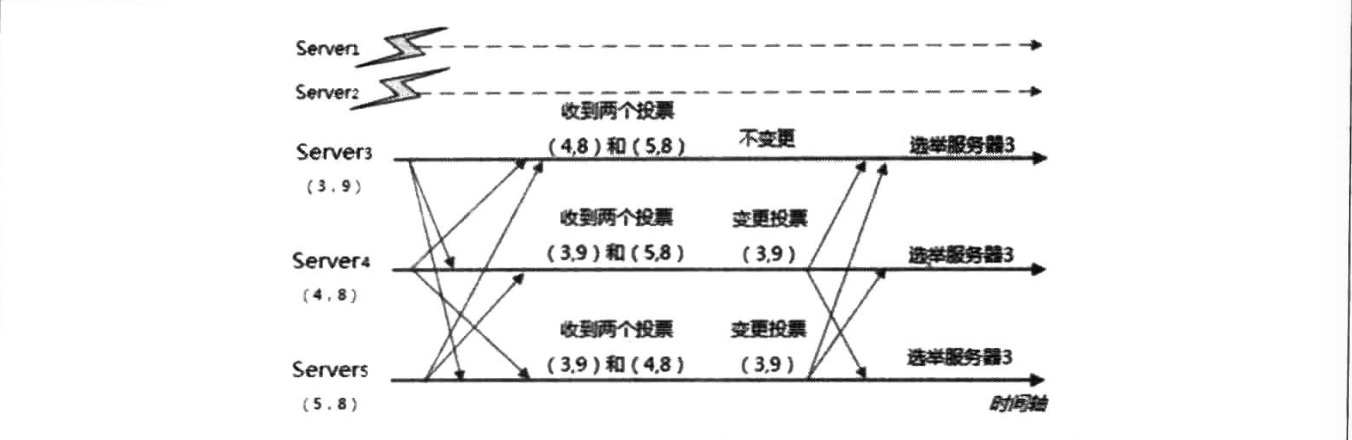 Server1
Server2
收到两个投票
Server3 (4,8)和(5,8) 不变更 选举服务器3
(3,9)
收到两个投票 变更投票
Server4 (3,9)和(5,8) (3,9) 选举服务器3
(4,8)
收到两个投票 变更投票
Server5 (3,9)和(4,8) (3,9) 选举服务器3
(5,8)
时间轴